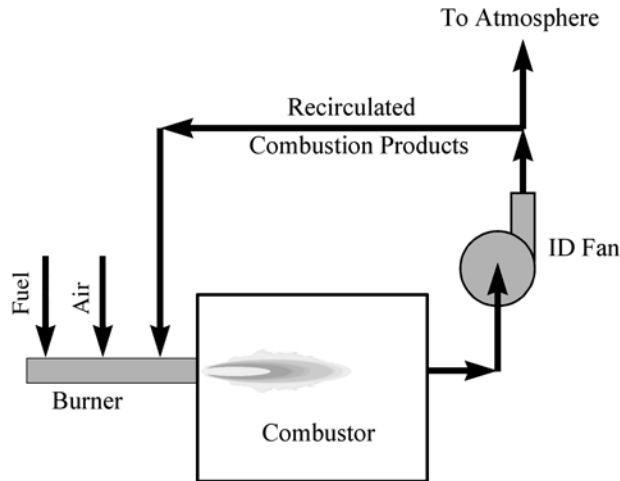 To Atmosphere
Recirculated
Combustion Products
ID Fan
Fuel
Air
Burner
Combustor